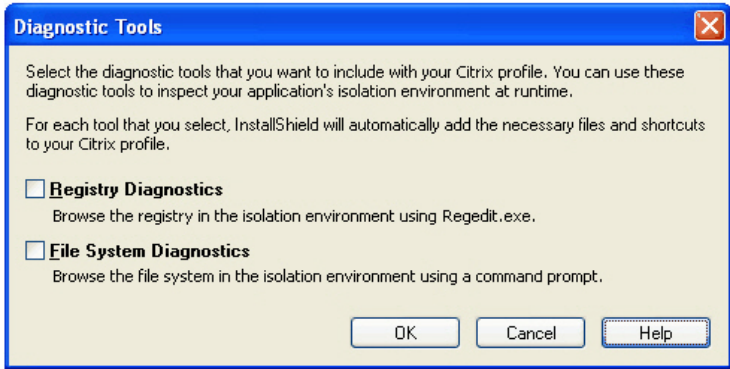 Diagnostic Tools
Select the diagnostic tools that you want to include with your Citrix profile. You can use these
diagnostic tools to inspect your application's isolation environment at runtime.
For each tool that you select, InstallShield will automatically add the necessary files and shortcuts
to your Citrix profile.
Registry Diagnostics
Browse the registry in the isolation environment using Regedit.exe.
File System Diagnostics
Browse the file system in the isolation environment using a command prompt.
OK Cancel Help